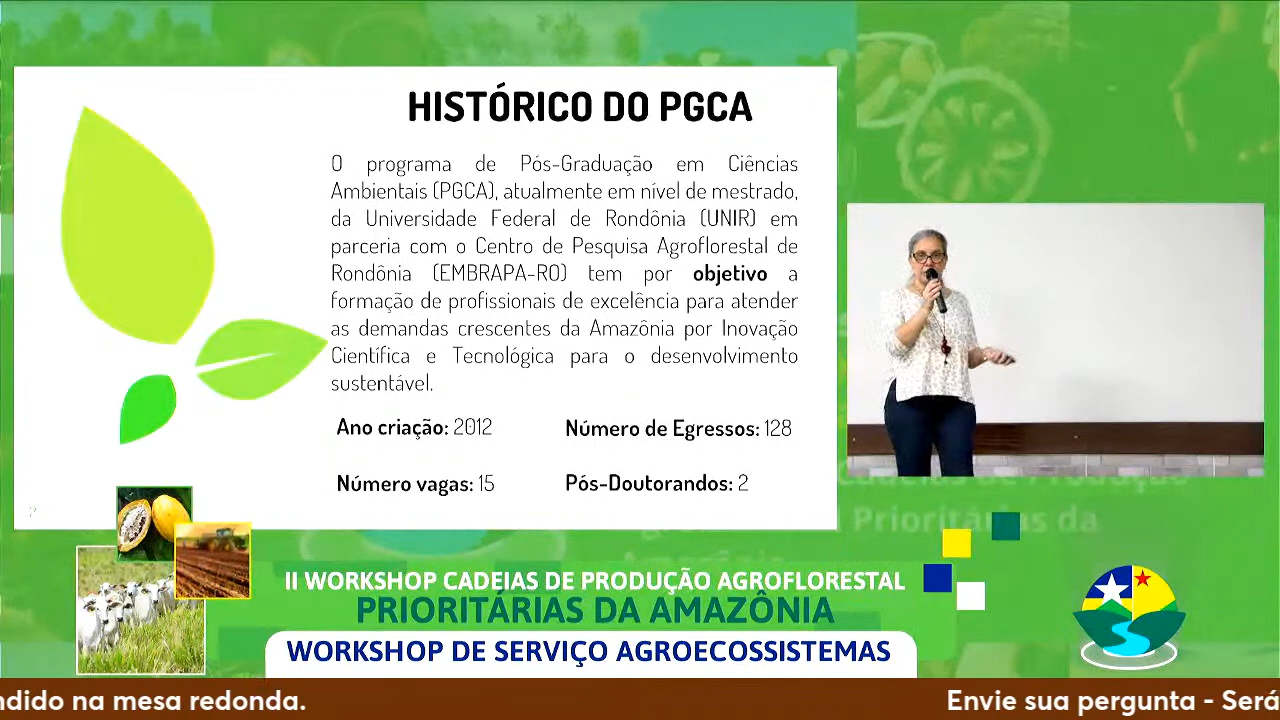 HISTÓRICO DO PGCA
O programa de Pós-Graduação em Ciências
Ambientais (PGCA), atualmente em nível de mestrado,
da Universidade Federal de Rondônia (UNIR) em
parceria com o Centro de Pesquisa Agroflorestal de
Rondônia (EMBRAPA-RO) tem por objetivo a
formação de profissionais de excelência para atender
as demandas crescentes da Amazônia por Inovação
Científica e Tecnológica para o desenvolvimento
sustentável.
Ano criação: 2012
Número de Egressos: 128
Número vagas: 15
Pós-Doutorandos: 2
Prioritárias da
II WORKSHOP CADEIAS DE PRODUÇÃO AGROFLORESTAL
PRIORITÁRIAS DA AMAZÔNIA
WORKSHOP DE SERVIÇO AGROECOSSISTEMAS
ndido na mesa redonda.
Envie sua pergunta - Será